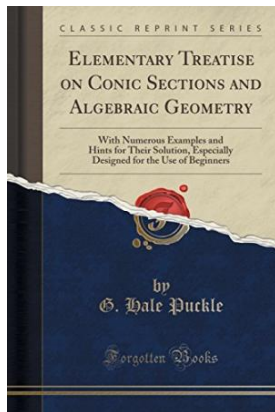 CLASSIC REPRINT SERIES
ELEMENTARY TREATISE
ON CONIC SECTIONS AND
ALGEBRAIC GEOMETRY
With Numerous Examples and
Hints for Their Solution, Especially
Designed for the Use of Beginners
by
G. Hale Puckle
Forgotten Books